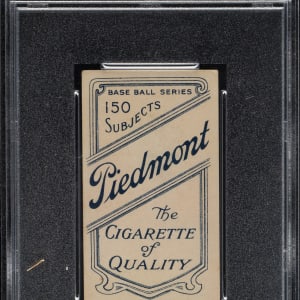 BASE BALL SERIES
150
SUBJECTS
Piedmont
The
CIGARETTE
of
QUALITY